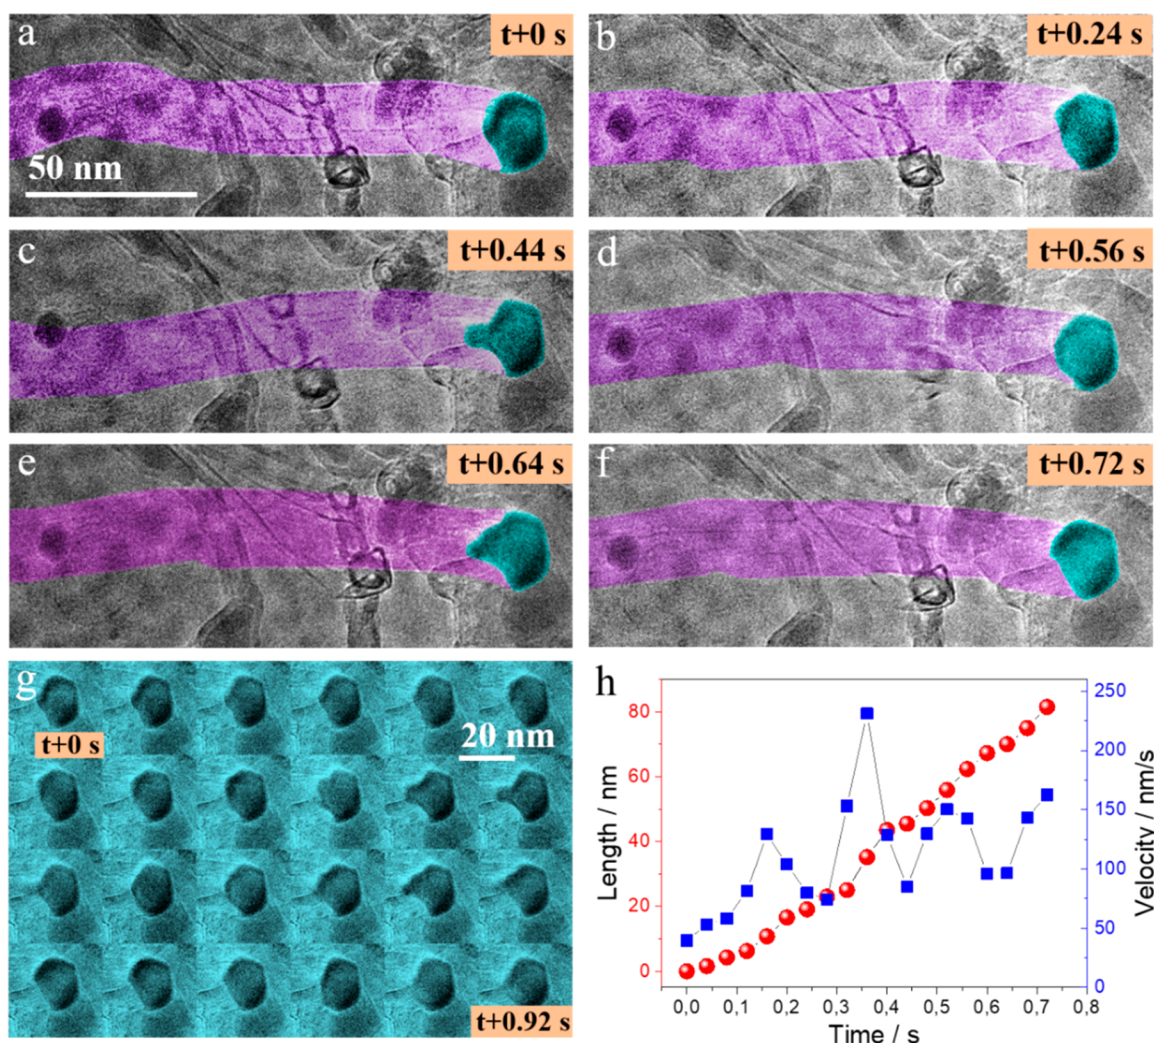 a
t+0 s
50 nm
b
t+0.24 s
c
t+0.44 s
d
t+0.56 s
e
t+0.64 s
f
t+0.72 s
g
t+0 s
20 nm
t+0.92 s
h
Length / nm
80
60
40
20
0
250
200
150
100
50
0
Velocity / nm/s
0,0 0,1 0,2 0,3 0,4 0,5 0,6 0,7 0,8
Time / s